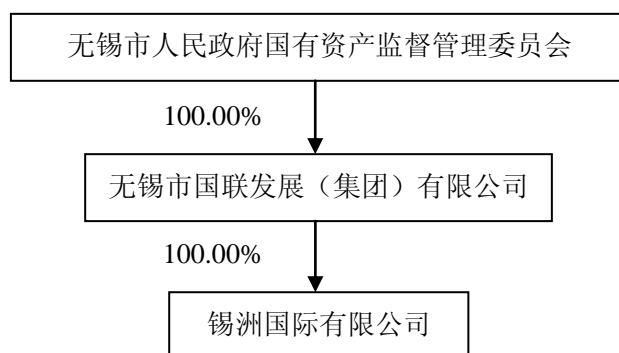 无锡市人民政府国有资产监督管理委员会
100.00%
无锡市国联发展（集团）有限公司
100.00%
锡洲国际有限公司